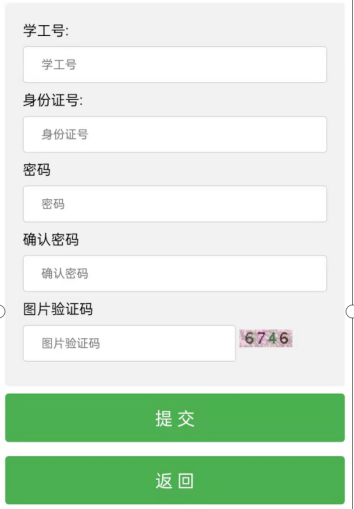 学工号:
学工号
身份证号:
身份证号
密码
密码
确认密码
确认密码
图片验证码
图片验证码 6746
提 交
返 回